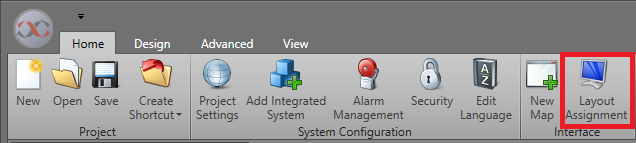 Home Design Advanced View
New Open Save Create Shortcut Project Settings Add Integrated System Alarm Management Security Edit Language New Map Layout Assignment
Project System Configuration Interface